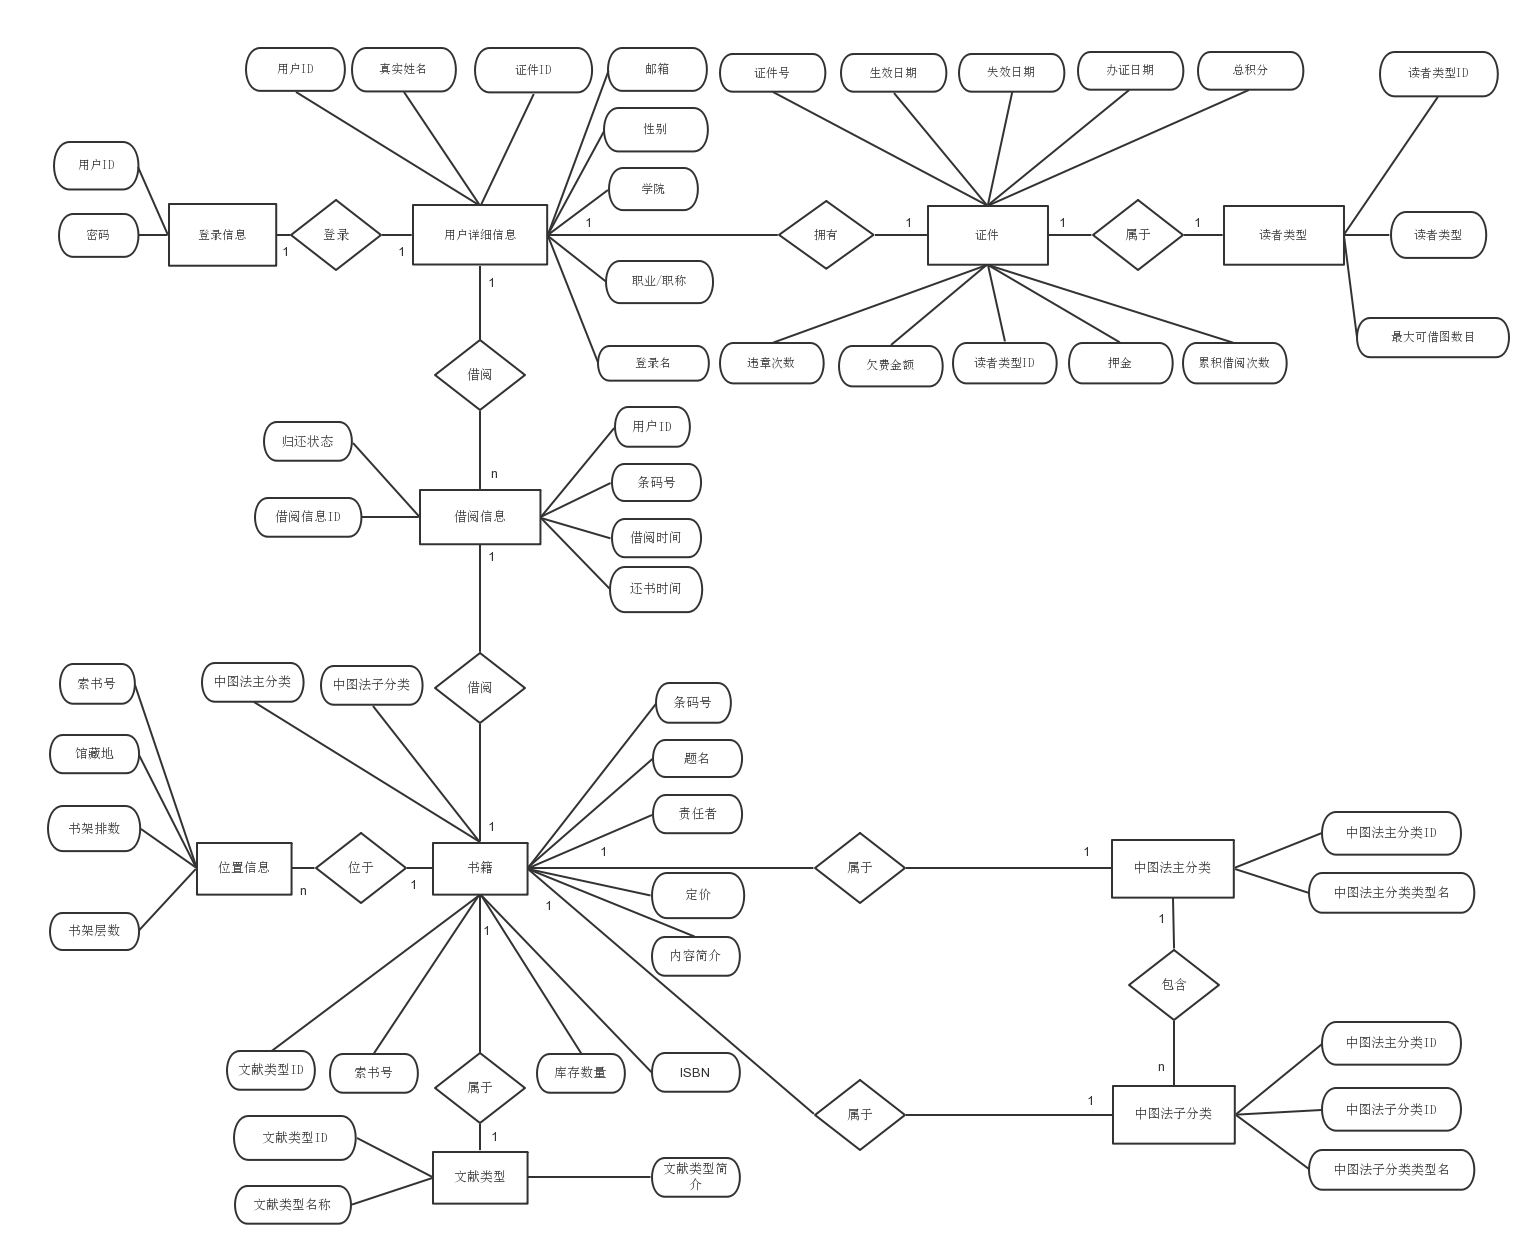 用户ID
真实姓名
证件ID
邮箱
证件号
生效日期
失效日期
办证日期
总积分
读者类型ID
性别
用户ID
学院
密码
登录信息
1
登录
1
用户详细信息
1
拥有
1
证件
1
属于
1
读者类型
读者类型
1
职业/职称
最大可借图数目
登录名
违章次数
欠费金额
读者类型ID
押金
累积借阅次数
借阅
n
归还状态
用户ID
条码号
借阅信息ID
借阅信息
借阅时间
1
还书时间
索书号
中图法主分类
中图法子分类
借阅
条码号
馆藏地
题名
书架排数
1
责任者
中图法主分类ID
位置信息
n
位于
1
书籍
1
属于
1
中图法主分类
定价
中图法主分类类型名
1
书架层数
1
1
内容简介
包含
文献类型ID
索书号
属于
库存数量
ISBN
n
中图法主分类ID
属于
1
中图法子分类
中图法子分类ID
文献类型ID
1
文献类型
文献类型简
介
中图法子分类类型名
文献类型名称